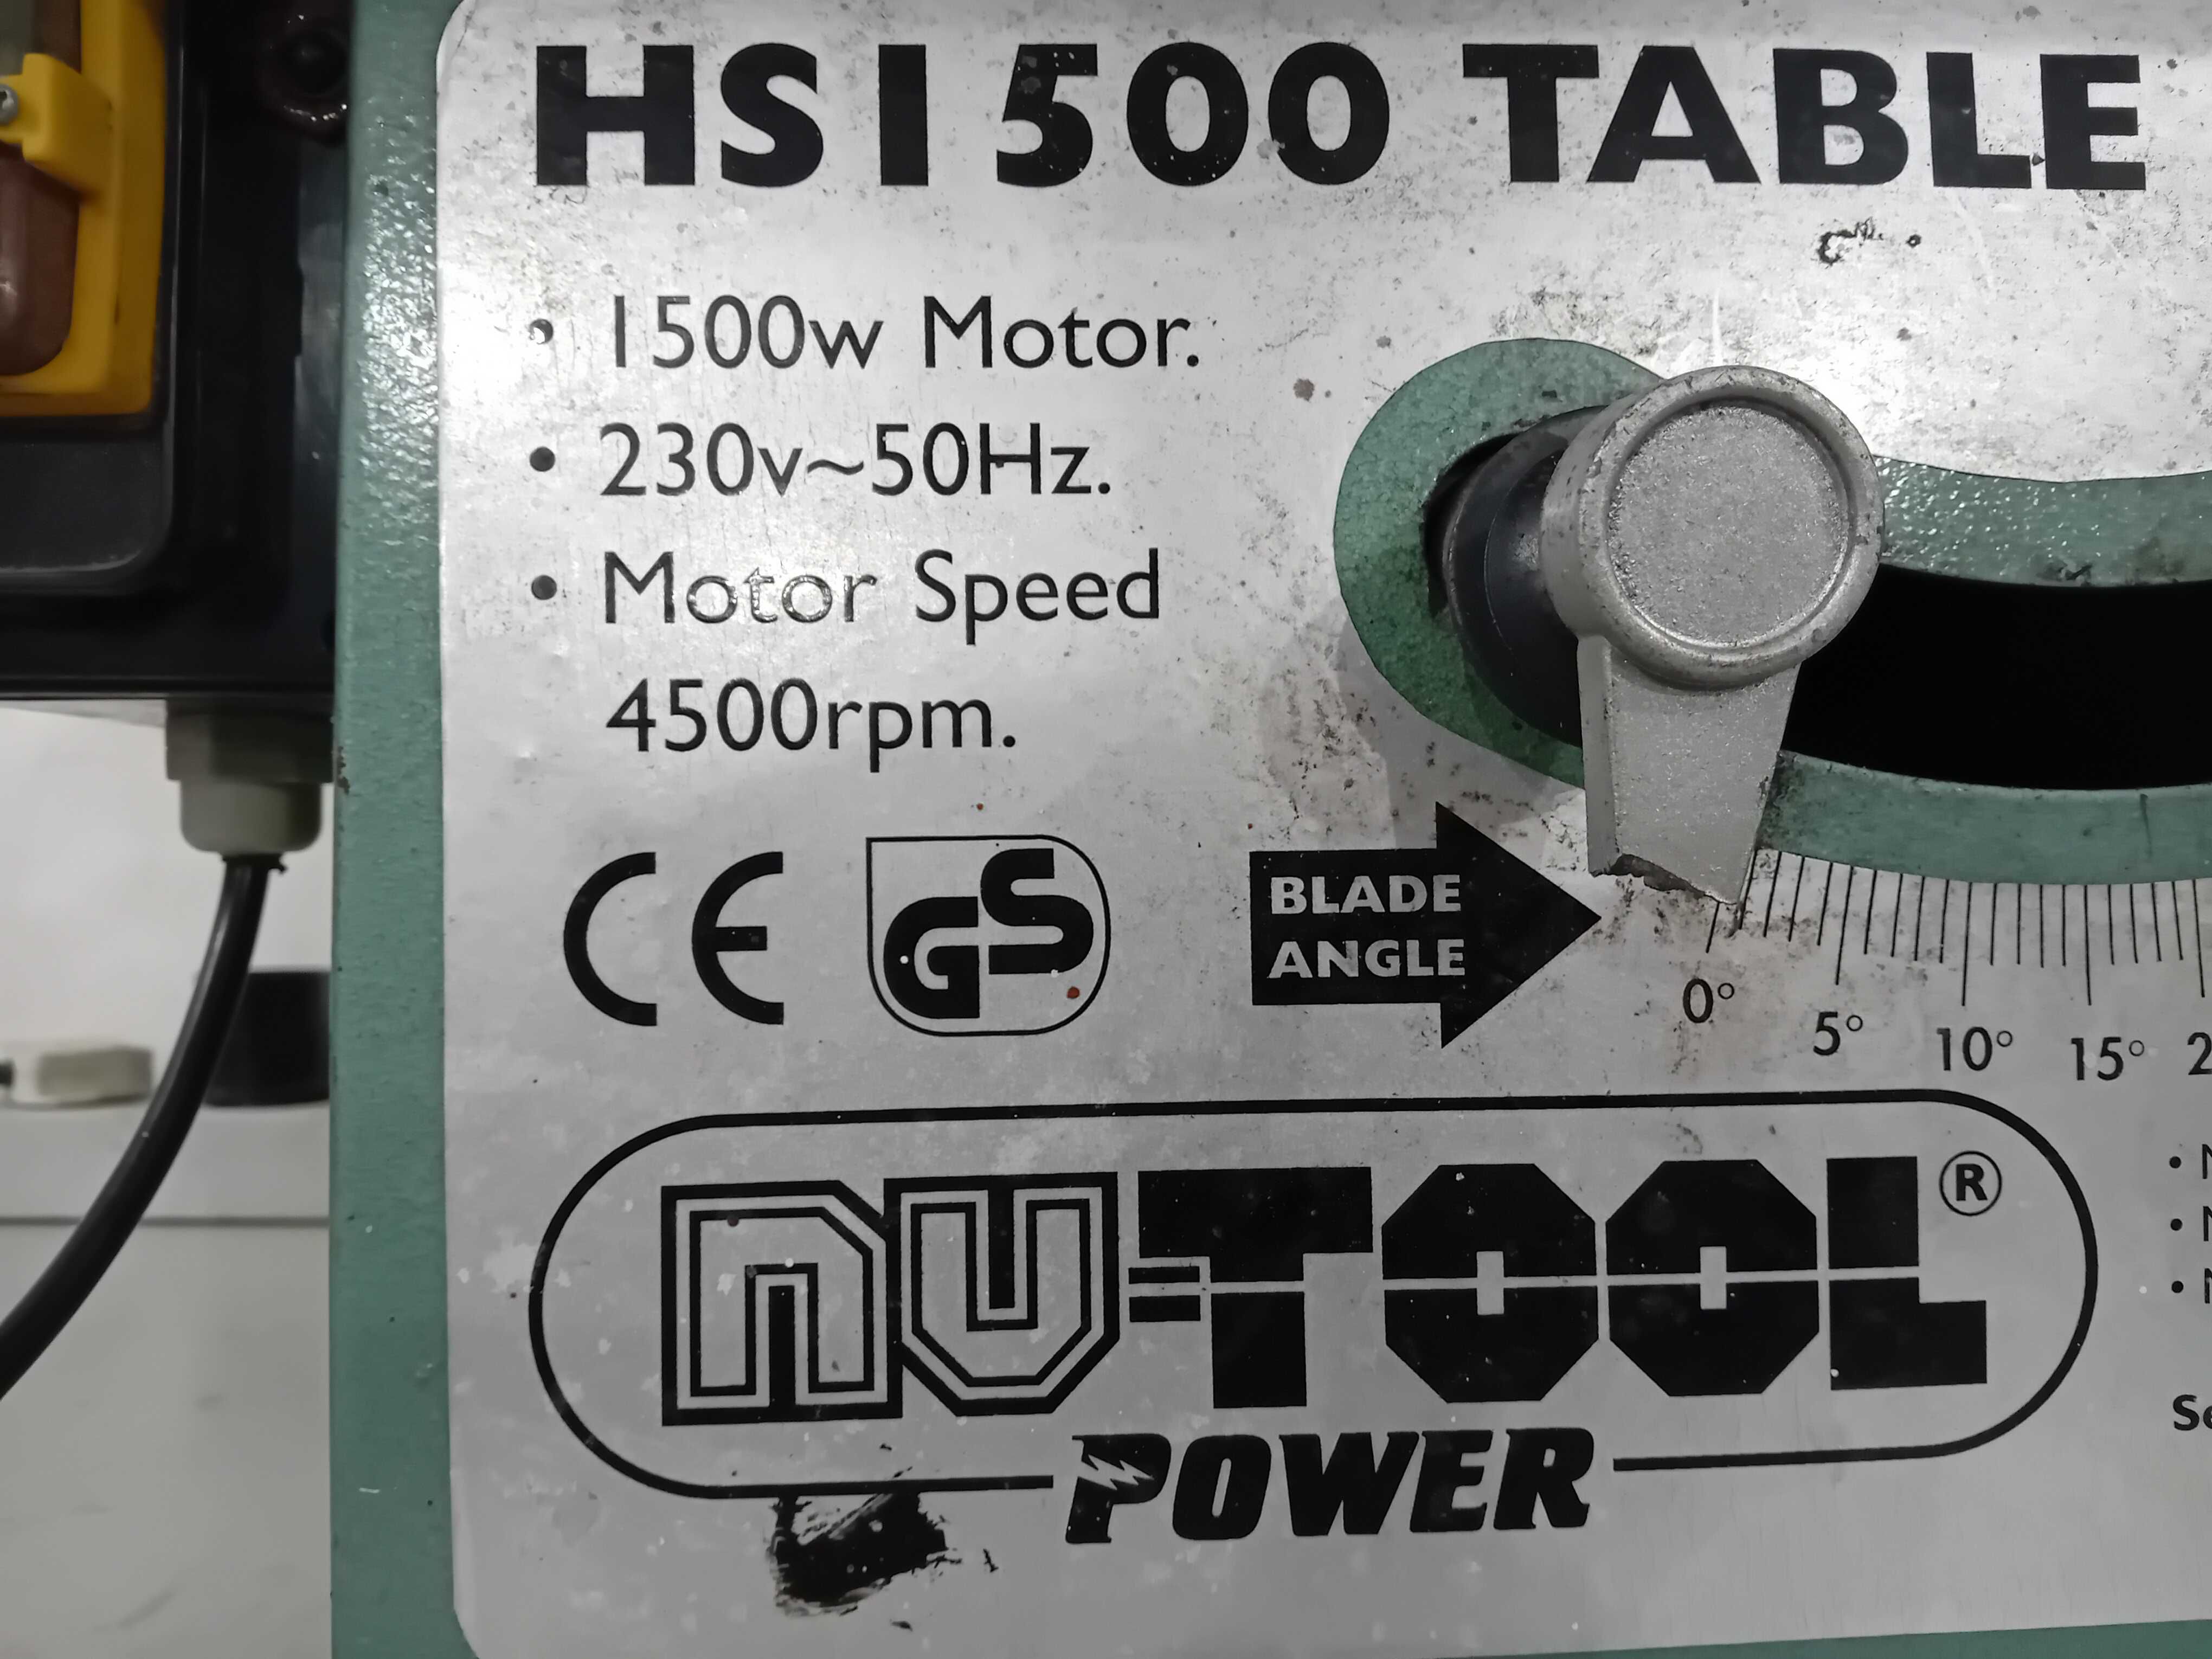 HS1500 TABLE
• 1500w Motor.
• 230v~50Hz.
• Motor Speed
4500rpm.
CE GS
BLADE
ANGLE
0° 5° 10° 15°
NU-TOOL®
POWER